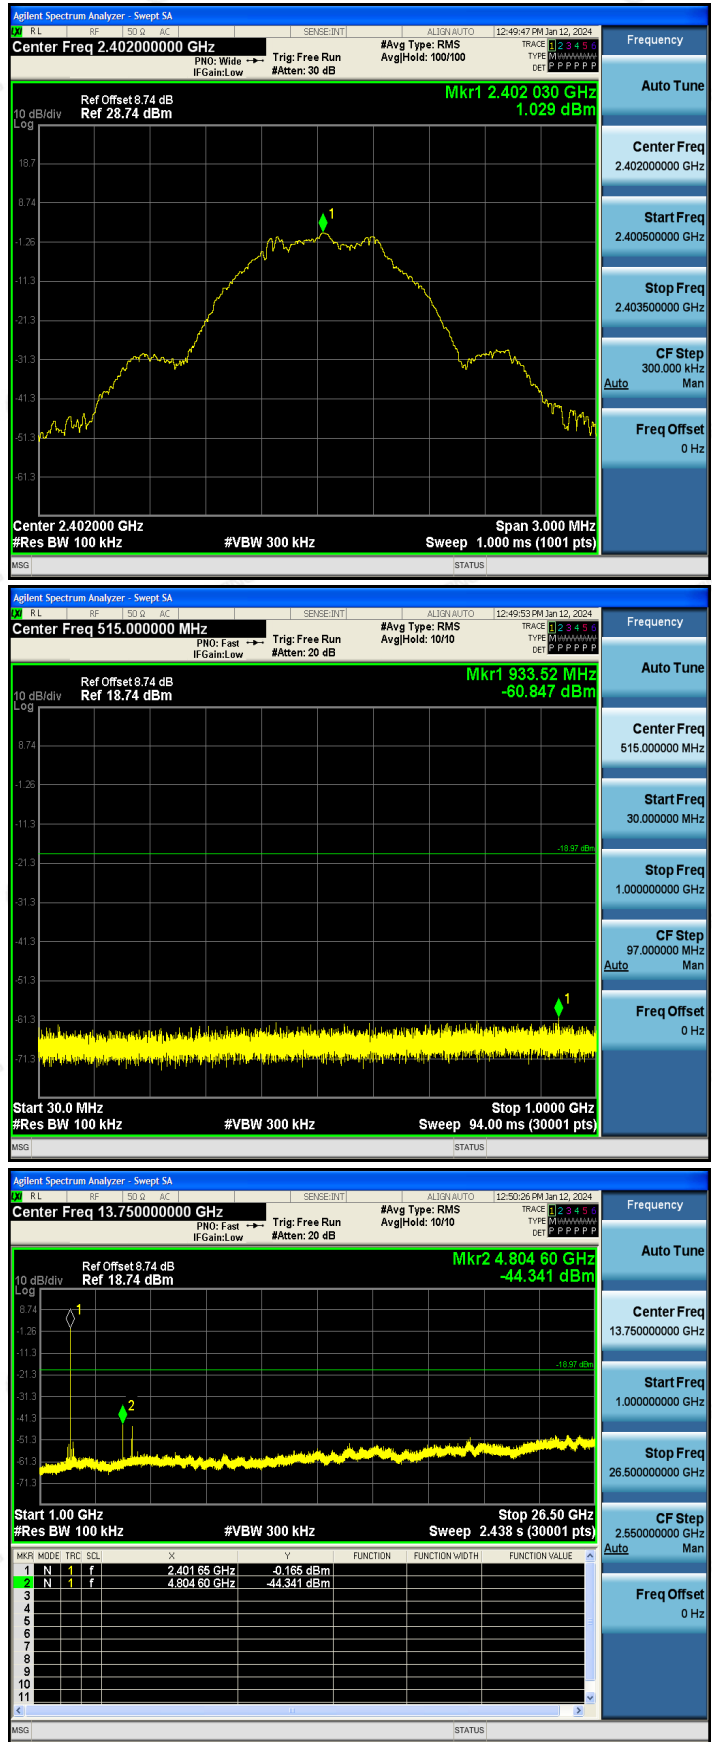 Agilent Spectrum Analyzer - Swept SA
LXI RL RF 50 Ω AC SENSE:INT ALIGN AUTO 12:49:47 PM Jan 12, 2024
Center Freq 2.402000000 GHz
PNO: Wide
IFGain:Low
Trig: Free Run
#Atten: 30 dB
#Avg Type: RMS
Avg|Hold: 100/100
TRACE 1 2 3 4 5 6
TYPE M
DET P P P P P P
Ref Offset 8.74 dB
10 dB/div Ref 28.74 dBm
Log
Mkr1 2.402 030 GHz
1.029 dBm
18.7
8.74
-1.26
-11.3
-21.3
-31.3
-41.3
-51.3
-61.3
1
Center 2.402000 GHz Span 3.000 MHz
#Res BW 100 kHz #VBW 300 kHz Sweep 1.000 ms (1001 pts)
MSG STATUS
Frequency
Auto Tune
Center Freq
2.402000000 GHz
Start Freq
2.400500000 GHz
Stop Freq
2.403500000 GHz
CF Step
300.000 kHz
Auto Man
Freq Offset
0 Hz
Agilent Spectrum Analyzer - Swept SA
LXI RL RF 50 Ω AC SENSE:INT ALIGN AUTO 12:49:53 PM Jan 12, 2024
Center Freq 515.000000 MHz
PNO: Fast
IFGain:Low
Trig: Free Run
#Atten: 20 dB
#Avg Type: RMS
Avg|Hold: 10/10
TRACE 1 2 3 4 5 6
TYPE M
DET P P P P P P
Ref Offset 8.74 dB
10 dB/div Ref 18.74 dBm
Log
Mkr1 933.52 MHz
-60.847 dBm
8.74
-1.26
-11.3
-21.3
-31.3
-41.3
-51.3
-61.3
-71.3
-18.97 dBm
1
Start 30.0 MHz Stop 1.0000 GHz
#Res BW 100 kHz #VBW 300 kHz Sweep 94.00 ms (30001 pts)
MSG STATUS
Frequency
Auto Tune
Center Freq
515.000000 MHz
Start Freq
30.000000 MHz
Stop Freq
1.000000000 GHz
CF Step
97.000000 MHz
Auto Man
Freq Offset
0 Hz
Agilent Spectrum Analyzer - Swept SA
LXI RL RF 50 Ω AC SENSE:INT ALIGN AUTO 12:50:26 PM Jan 12, 2024
Center Freq 13.750000000 GHz
PNO: Fast
IFGain:Low
Trig: Free Run
#Atten: 20 dB
#Avg Type: RMS
Avg|Hold: 10/10
TRACE 1 2 3 4 5 6
TYPE M
DET P P P P P P
Ref Offset 8.74 dB
10 dB/div Ref 18.74 dBm
Log
Mkr2 4.804 60 GHz
-44.341 dBm
8.74
-1.26
-11.3
-21.3
-31.3
-41.3
-51.3
-61.3
-71.3
-18.97 dBm
1
2
Start 1.00 GHz Stop 26.50 GHz
#Res BW 100 kHz #VBW 300 kHz Sweep 2.438 s (30001 pts)
MKR MODE TRC SCL X Y FUNCTION FUNCTION WIDTH FUNCTION VALUE
1 N 1 f 2.401 65 GHz -0.165 dBm
2 N 1 f 4.804 60 GHz -44.341 dBm
3
4
5
6
7
8
9
10
11
MSG STATUS
Frequency
Auto Tune
Center Freq
13.750000000 GHz
Start Freq
1.000000000 GHz
Stop Freq
26.500000000 GHz
CF Step
2.550000000 GHz
Auto Man
Freq Offset
0 Hz